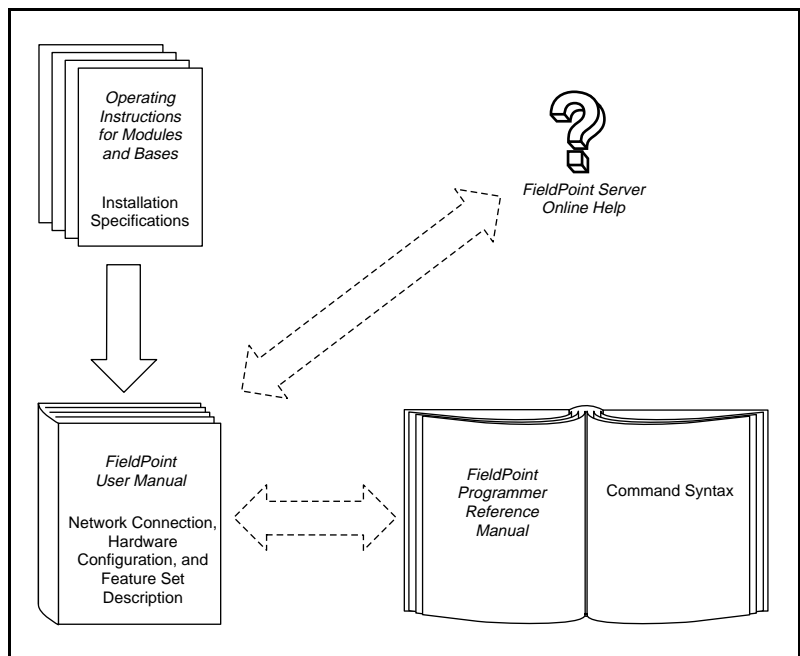 Operating
Instructions
for Modules
and Bases
Installation
Specifications
FieldPoint Server
Online Help
FieldPoint
User Manual
Network Connection,
Hardware
Configuration, and
Feature Set
Description
FieldPoint
Programmer
Reference
Manual
Command Syntax